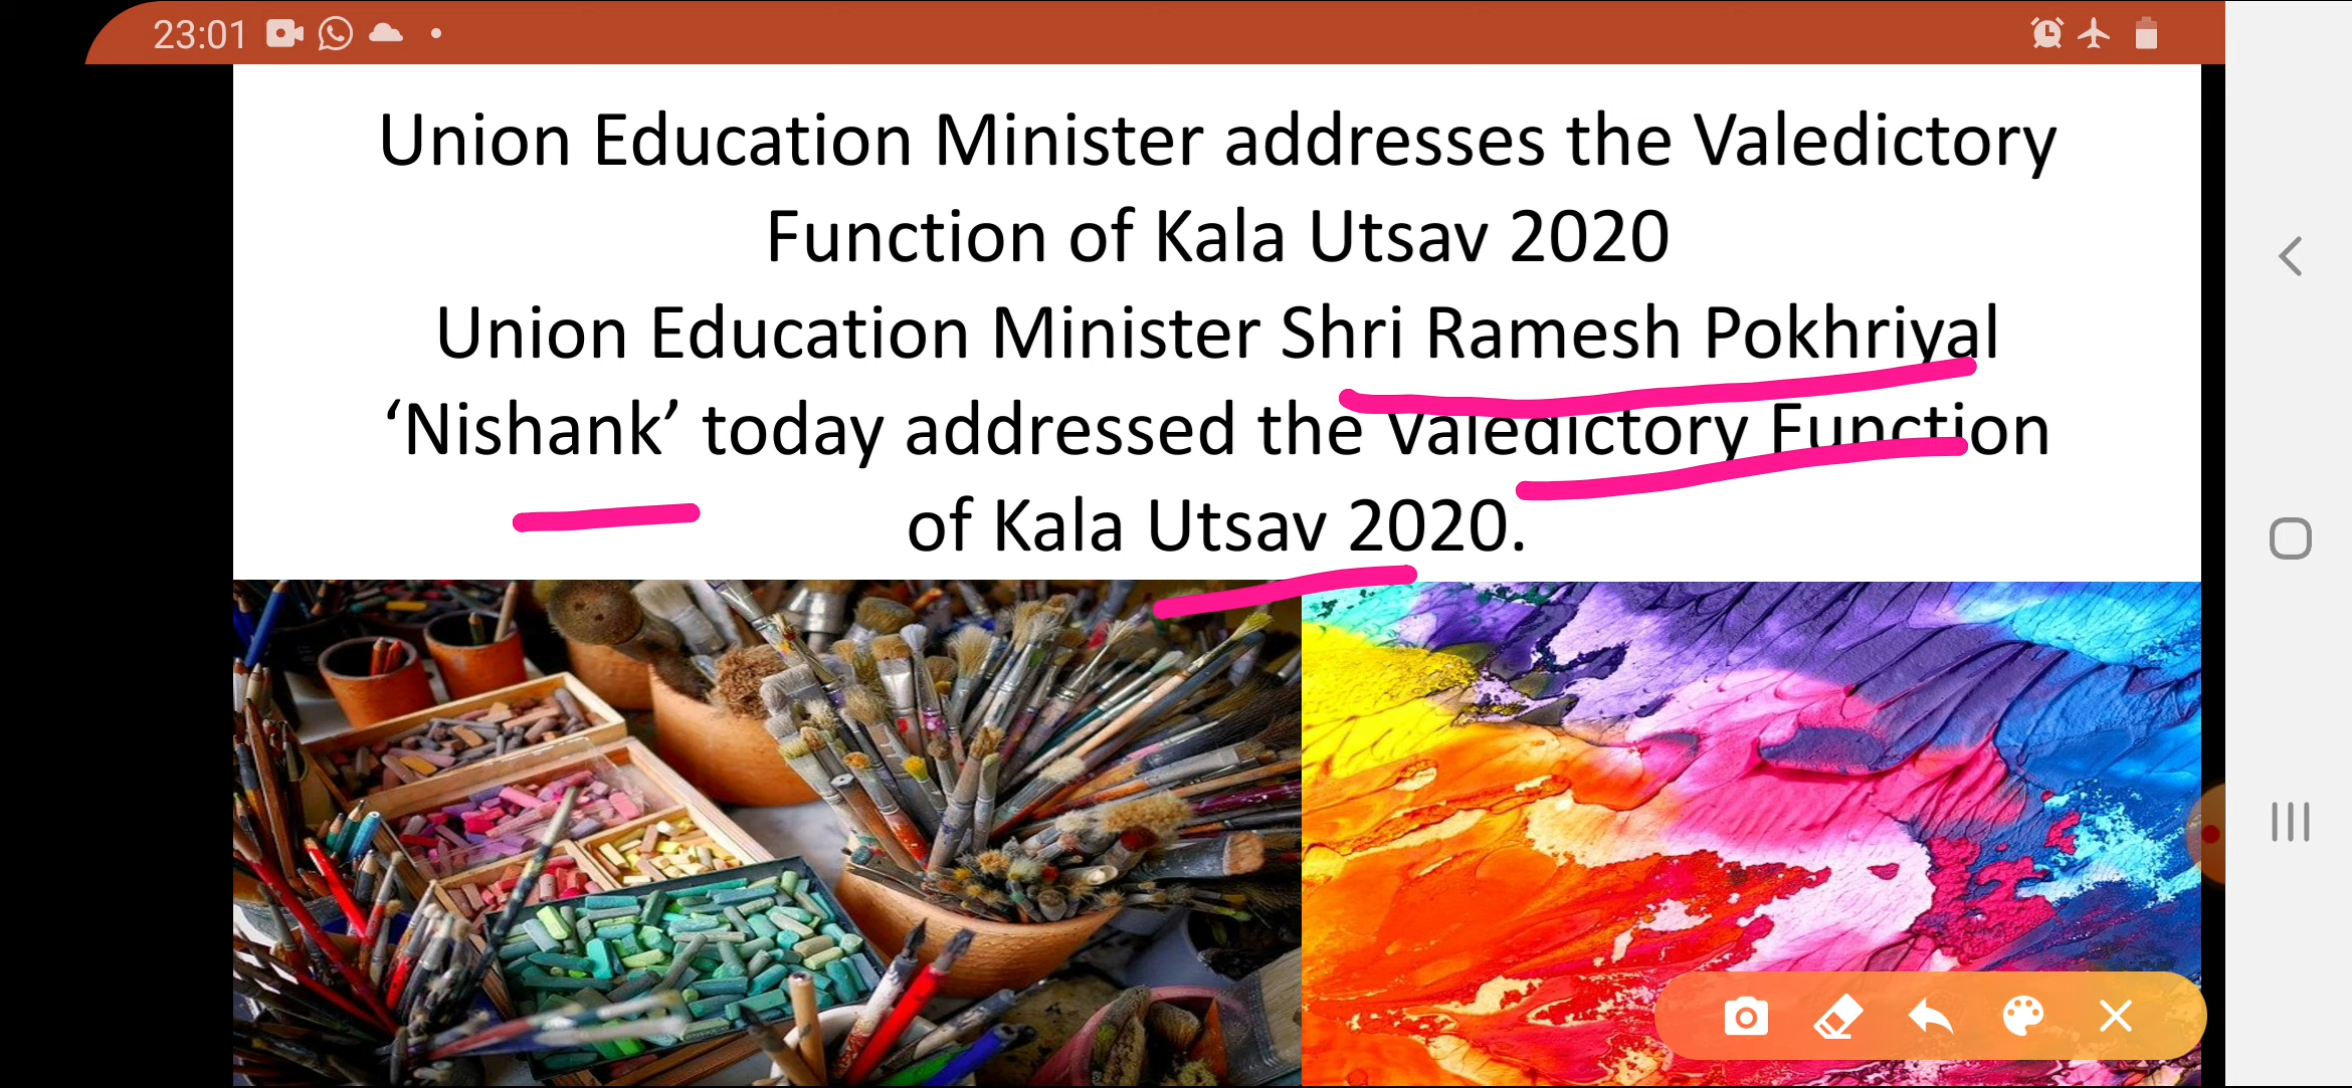 23:01
Union Education Minister addresses the Valedictory
Function of Kala Utsav 2020
Union Education Minister Shri Ramesh Pokhriyal
‘Nishank’ today addressed the Valedictory Function
of Kala Utsav 2020.